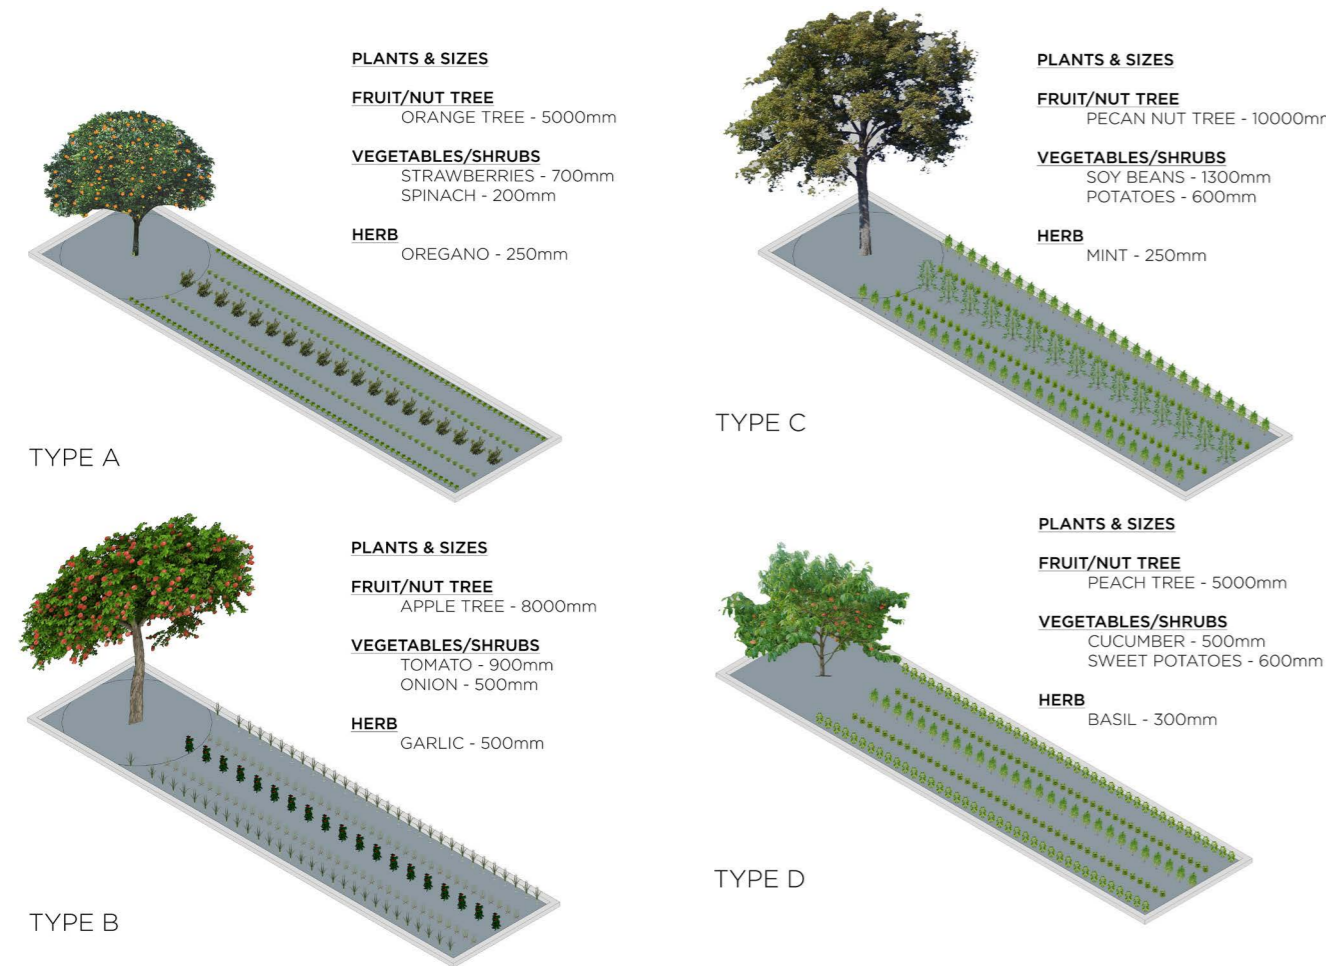 PLANTS & SIZES
FRUIT/NUT TREE
ORANGE TREE - 5000mm
VEGETABLES/SHRUBS
STRAWBERRIES - 700mm
SPINACH - 200mm
HERB
OREGANO - 250mm
TYPE A
PLANTS & SIZES
FRUIT/NUT TREE
PECAN NUT TREE - 10000mm
VEGETABLES/SHRUBS
SOY BEANS - 1300mm
POTATOES - 600mm
HERB
MINT - 250mm
TYPE C
PLANTS & SIZES
FRUIT/NUT TREE
APPLE TREE - 8000mm
VEGETABLES/SHRUBS
TOMATO - 900mm
ONION - 500mm
HERB
GARLIC - 500mm
TYPE B
PLANTS & SIZES
FRUIT/NUT TREE
PEACH TREE - 5000mm
VEGETABLES/SHRUBS
CUCUMBER - 500mm
SWEET POTATOES - 600mm
HERB
BASIL - 300mm
TYPE D